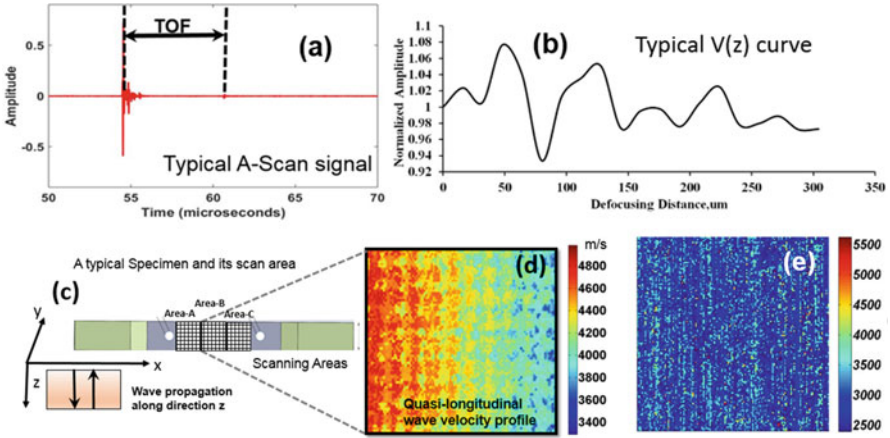 TOF
(a)
0.5
0
-0.5
Amplitude
Typical A-Scan signal
50
55
60
65
70
Time (microseconds)
(b)
Typical V(z) curve
1.1
1.08
1.06
1.04
1.02
1
0.98
0.96
0.94
0.92
Normalized Amplitude
0
50
100
150
200
250
300
350
Defocusing Distance,um
A typical Specimen and its scan area
(c)
y
x
z
Area-A
Area-B
Area-C
Scanning Areas
Wave propagation
along direction z
(d)
Quasi-longitudinal
wave velocity profile
m/s
4800
4600
4400
4200
4000
3800
3600
3400
(e)
5500
5000
4500
4000
3500
3000
2500